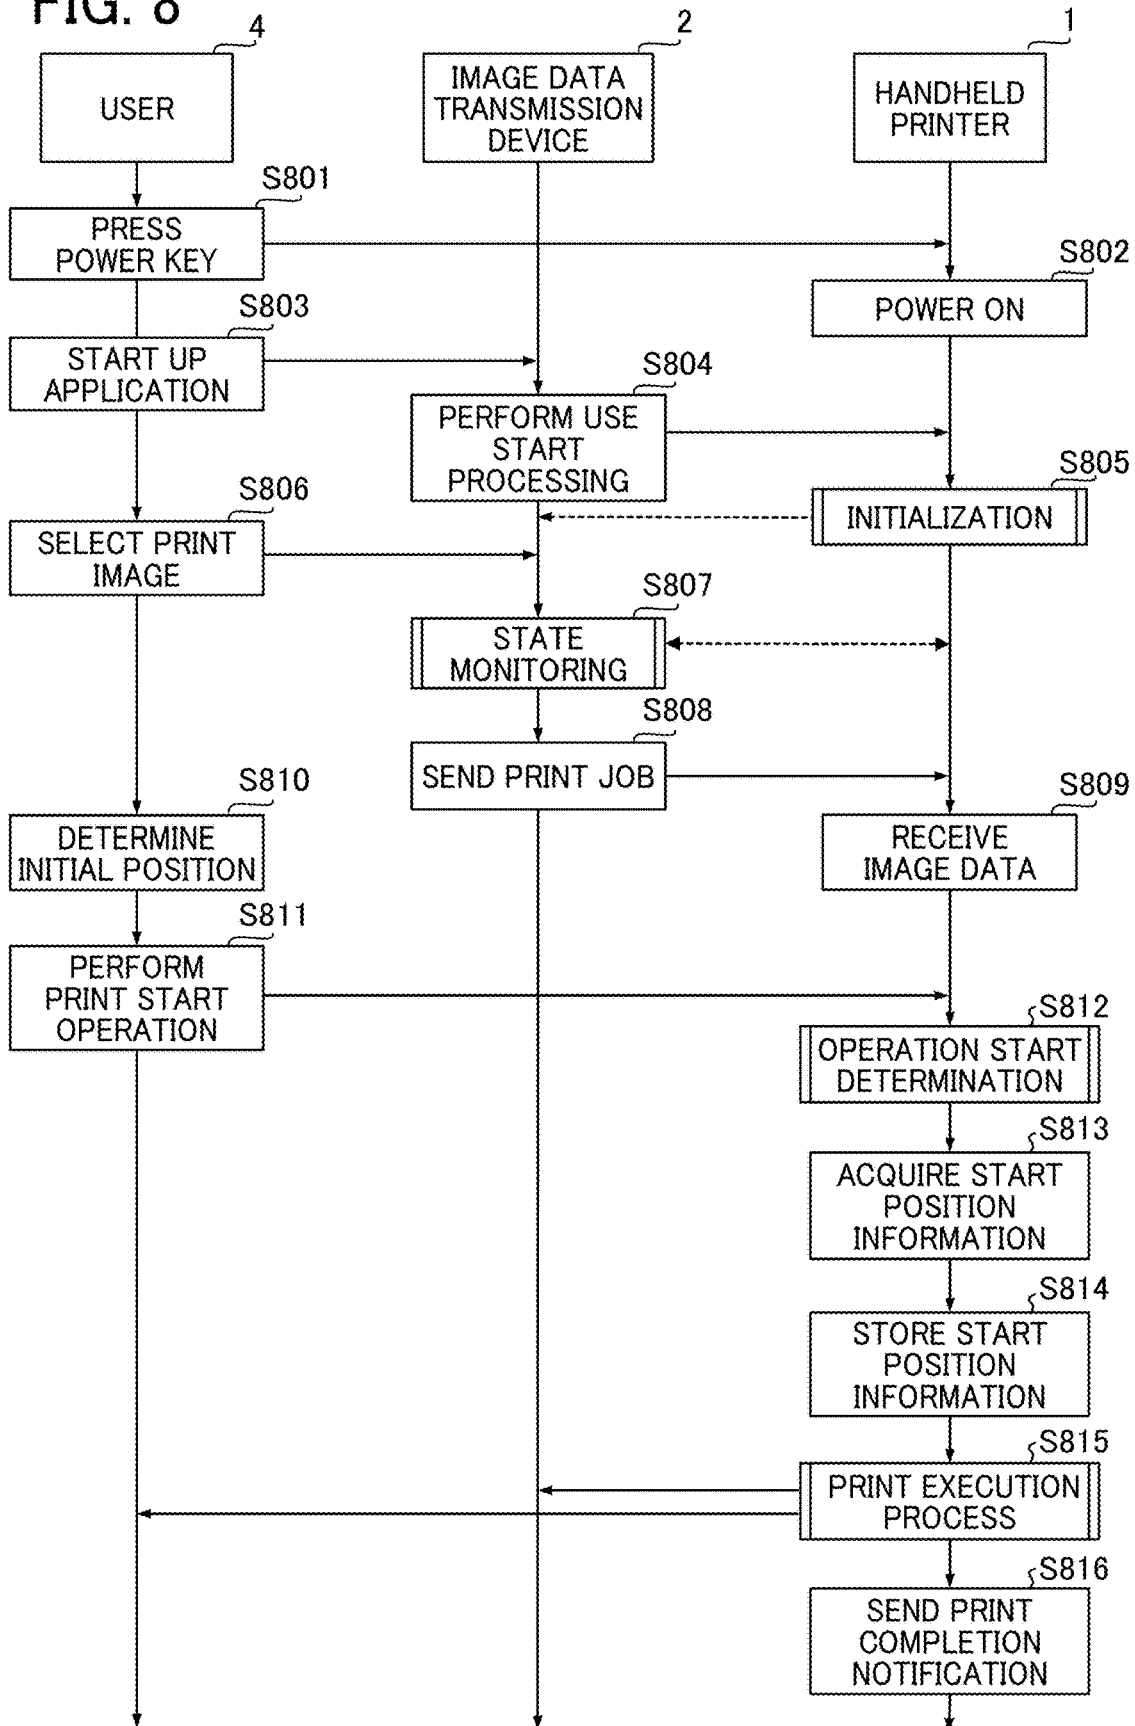 FIG. 8
4
2
1
USER
IMAGE DATA
TRANSMISSION
DEVICE
HANDHELD
PRINTER
S801
PRESS
POWER KEY
S802
POWER ON
S803
START UP
APPLICATION
S804
PERFORM USE
START
PROCESSING
S805
INITIALIZATION
S806
SELECT PRINT
IMAGE
S807
STATE
MONITORING
S808
SEND PRINT JOB
S809
RECEIVE
IMAGE DATA
S810
DETERMINE
INITIAL POSITION
S811
PERFORM
PRINT START
OPERATION
S812
OPERATION START
DETERMINATION
S813
ACQUIRE START
POSITION
INFORMATION
S814
STORE START
POSITION
INFORMATION
S815
PRINT EXECUTION
PROCESS
S816
SEND PRINT
COMPLETION
NOTIFICATION